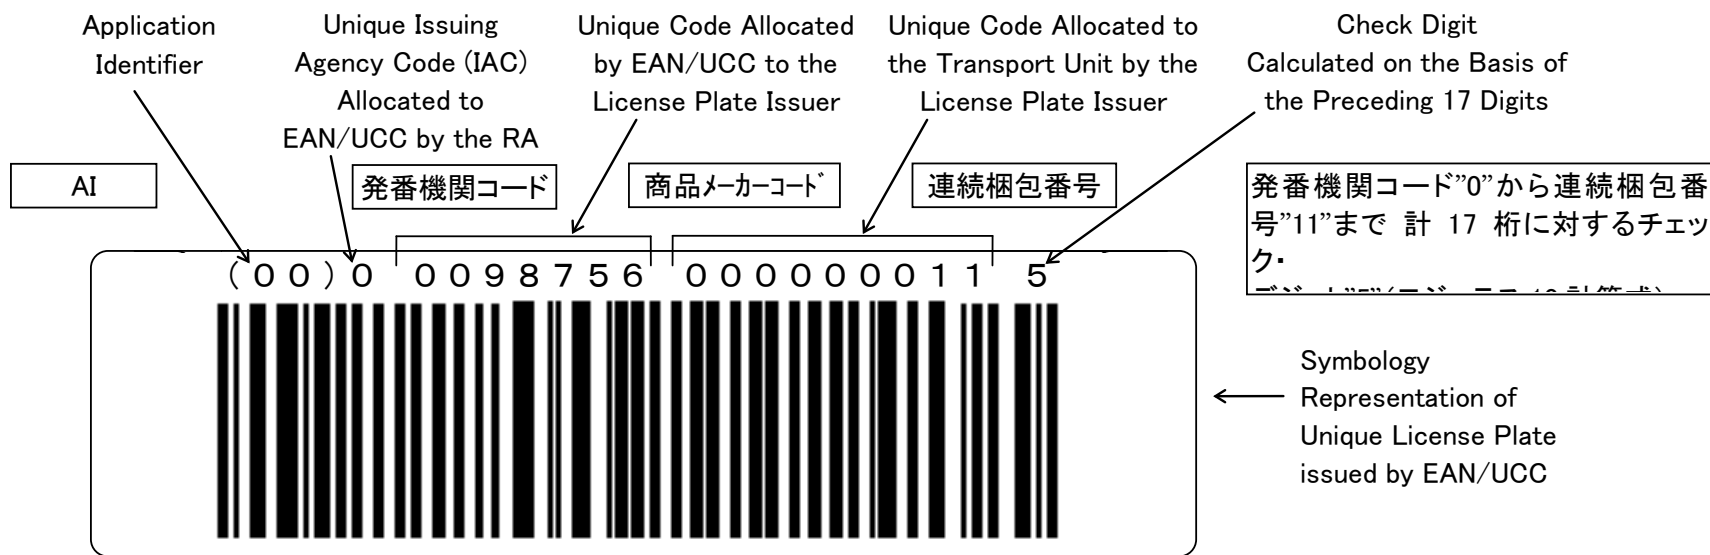 Application
Identifier
Unique Issuing
Agency Code (IAC)
Allocated to
EAN/UCC by the RA
Unique Code Allocated
by EAN/UCC to the
License Plate Issuer
Unique Code Allocated to
the Transport Unit by the
License Plate Issuer
Check Digit
Calculated on the Basis of
the Preceding 17 Digits
AI
発番機関コード
商品ﾒｰｶｰコｰﾄﾞ
連続梱包番号
発番機関コード”0”から連続梱包番
号”11”まで 計 17 桁に対するチェッ
ク・
(00)0 0098756 000000011 5
Symbology
Representation of
Unique License Plate
issued by EAN/UCC